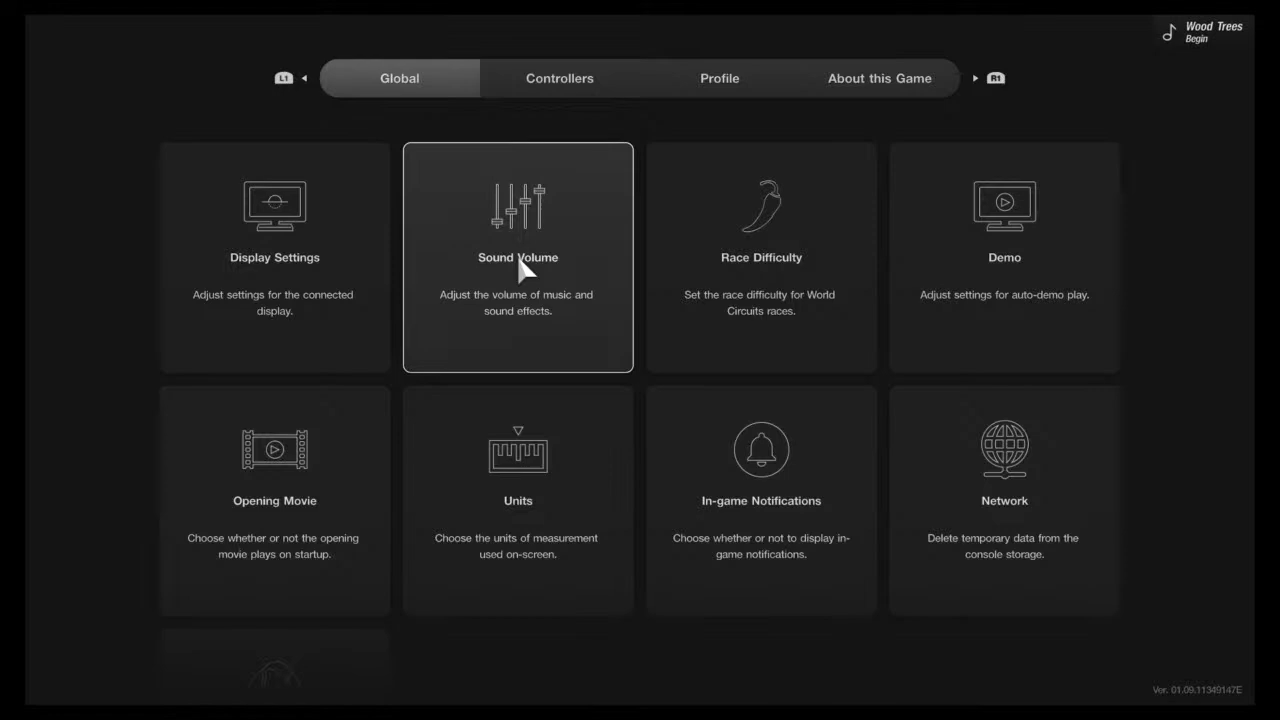 Wood Trees
Begin
L1
Global
Controllers
Profile
About this Game
R1
Display Settings
Adjust settings for the connected
display.
Sound Volume
Adjust the volume of music and
sound effects.
Race Difficulty
Set the race difficulty for World
Circuits races.
Demo
Adjust settings for auto-demo play.
Opening Movie
Choose whether or not the opening
movie plays on startup.
Units
Choose the units of measurement
used on-screen.
In-game Notifications
Choose whether or not to display in-
game notifications.
Network
Delete temporary data from the
console storage.
Ver. 01.09.11349147E